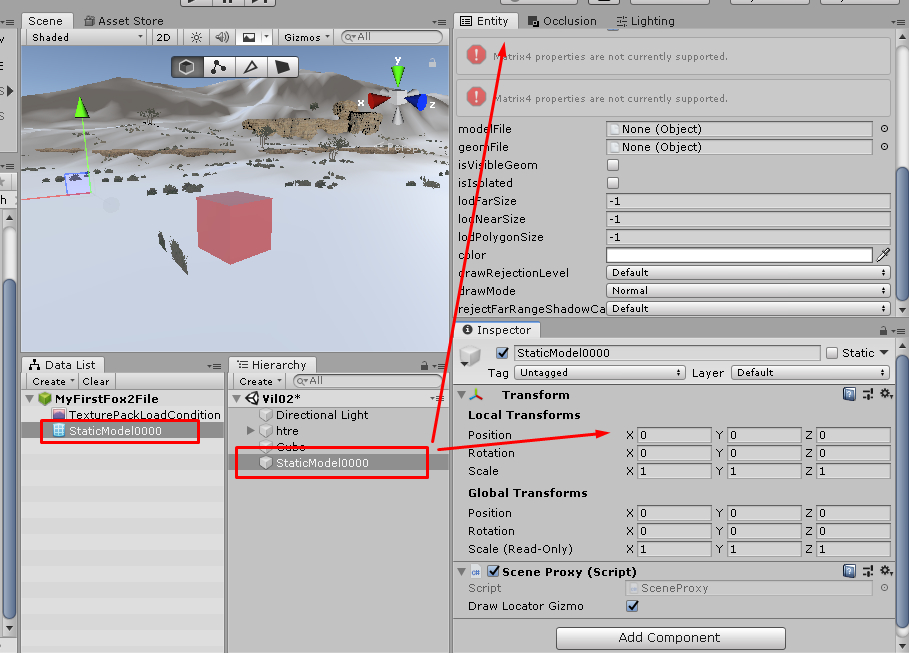 Scene
Asset Store
Shaded
2D
Gizmos
All
y
x
z
Data List
Create
Clear
MyFirstFox2File
TexturePackLoadCondition
StaticModel0000
Hierarchy
Create
All
Vil02*
Directional Light
htre
Cube
StaticModel0000
Entity
Occlusion
Lighting
Matrix4 properties are not currently supported.
Matrix4 properties are not currently supported.
modelFile None (Object)
geomFile None (Object)
isVisibleGeom
isIsolated
lodFarSize -1
lodNearSize -1
lodPolygonSize -1
color
drawRejectionLevel Default
drawMode Normal
rejectFarRangeShadowCa Default
Inspector
StaticModel0000 Static
Tag Untagged Layer Default
Transform
Local Transforms
Position X 0 Y 0 Z 0
Rotation X 0 Y 0 Z 0
Scale X 1 Y 1 Z 1
Global Transforms
Position X 0 Y 0 Z 0
Rotation X 0 Y 0 Z 0
Scale (Read-Only) X 1 Y 1 Z 1
Scene Proxy (Script)
Script SceneProxy
Draw Locator Gizmo
Add Component